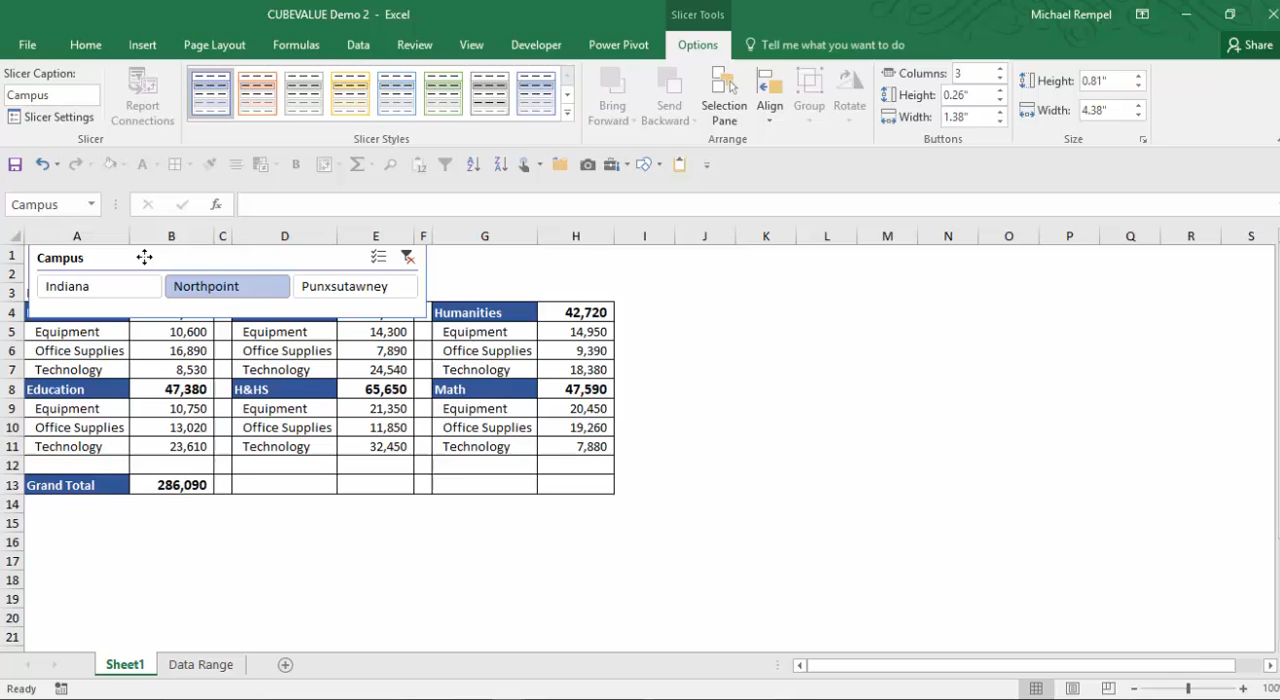 CUBEVALUE Demo 2 - Excel
Slicer Tools
Michael Rempel
File Home Insert Page Layout Formulas Data Review View Developer Power Pivot Options Tell me what you want to do Share
Slicer Caption:
Campus
Slicer Settings
Report Connections
Slicer
Slicer Styles
Bring Forward
Send Backward
Selection Pane
Align
Group
Rotate
Arrange
Columns: 3
Height: 0.26"
Width: 1.38"
Buttons
Height: 0.81"
Width: 4.38"
Size
Campus
fx
A B C D E F G H I J K L M N O P Q R S
1
Campus
Indiana Northpoint Punxsutawney
2
3
4 Humanities 42,720
5 Equipment 10,600 Equipment 14,300 Equipment 14,950
6 Office Supplies 16,890 Office Supplies 7,890 Office Supplies 9,390
7 Technology 8,530 Technology 24,540 Technology 18,380
8 Education 47,380 H&HS 65,650 Math 47,590
9 Equipment 10,750 Equipment 21,350 Equipment 20,450
10 Office Supplies 13,020 Office Supplies 11,850 Office Supplies 19,260
11 Technology 23,610 Technology 32,450 Technology 7,880
12
13 Grand Total 286,090
14
15
16
17
18
19
20
21
Sheet1 Data Range
Ready
100